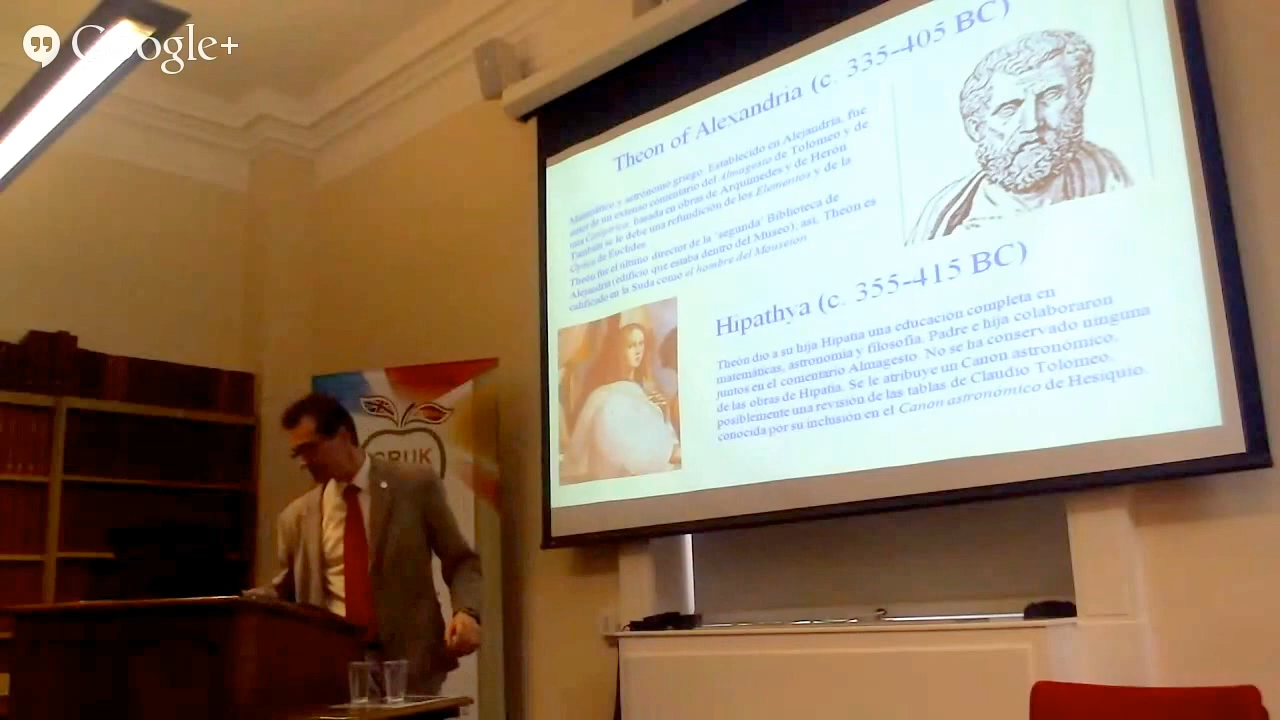 Google+
Theon of Alexandria (c. 335-405 BC)
Matemático y astrónomo griego. Establecido en Alejandría, fue
autor de un extenso comentario del Almagesto de Tolomeo y de
una basada en obras de Arquímedes y de Herón
También se le debe una refundición de los Elementos y de la
Óptica de Euclides.
Theón fue el último director de la "segunda" Biblioteca de
Alejandría (edificio que estaba dentro del Museo), así, Theón es
calificado en la Suda como el hombre del Mouseion
Hipathya (c. 355-415 BC)
Theón dio a su hija Hipatia una educación completa en
matemáticas, astronomía y filosofía. Padre e hija colaboraron
juntos en el comentario Almagesto. No se ha conservado ninguna
de las obras de Hipatia. Se le atribuye un Canon astronómico,
posiblemente una revisión de las tablas de Claudio Tolomeo,
conocida por su inclusión en el Canon astronómico de Hesiquio.